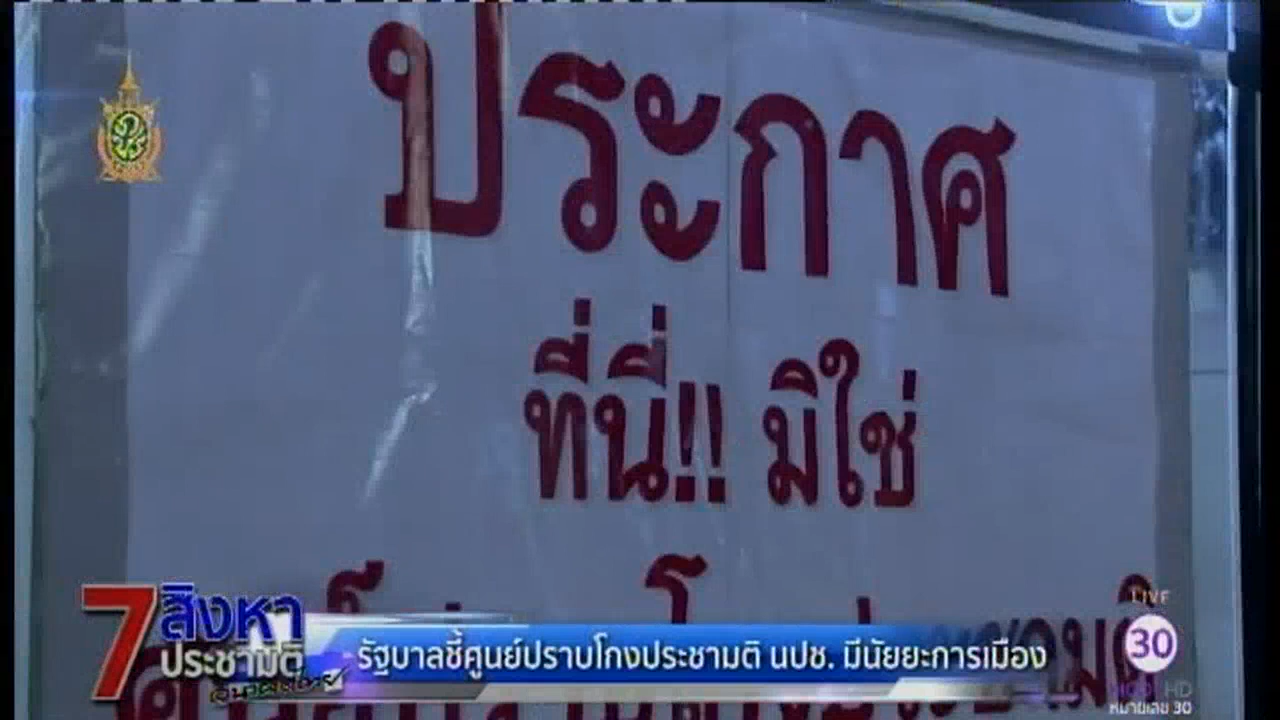 ประกาศ
ที่นี่!! มิใช่
7 สิงหา
ประชามติ
รัฐบาลชี้ศูนย์ปราบโกงประชามติ นปช. มีนัยยะการเมือง
LIVE
30
HD
หมายเลข 30